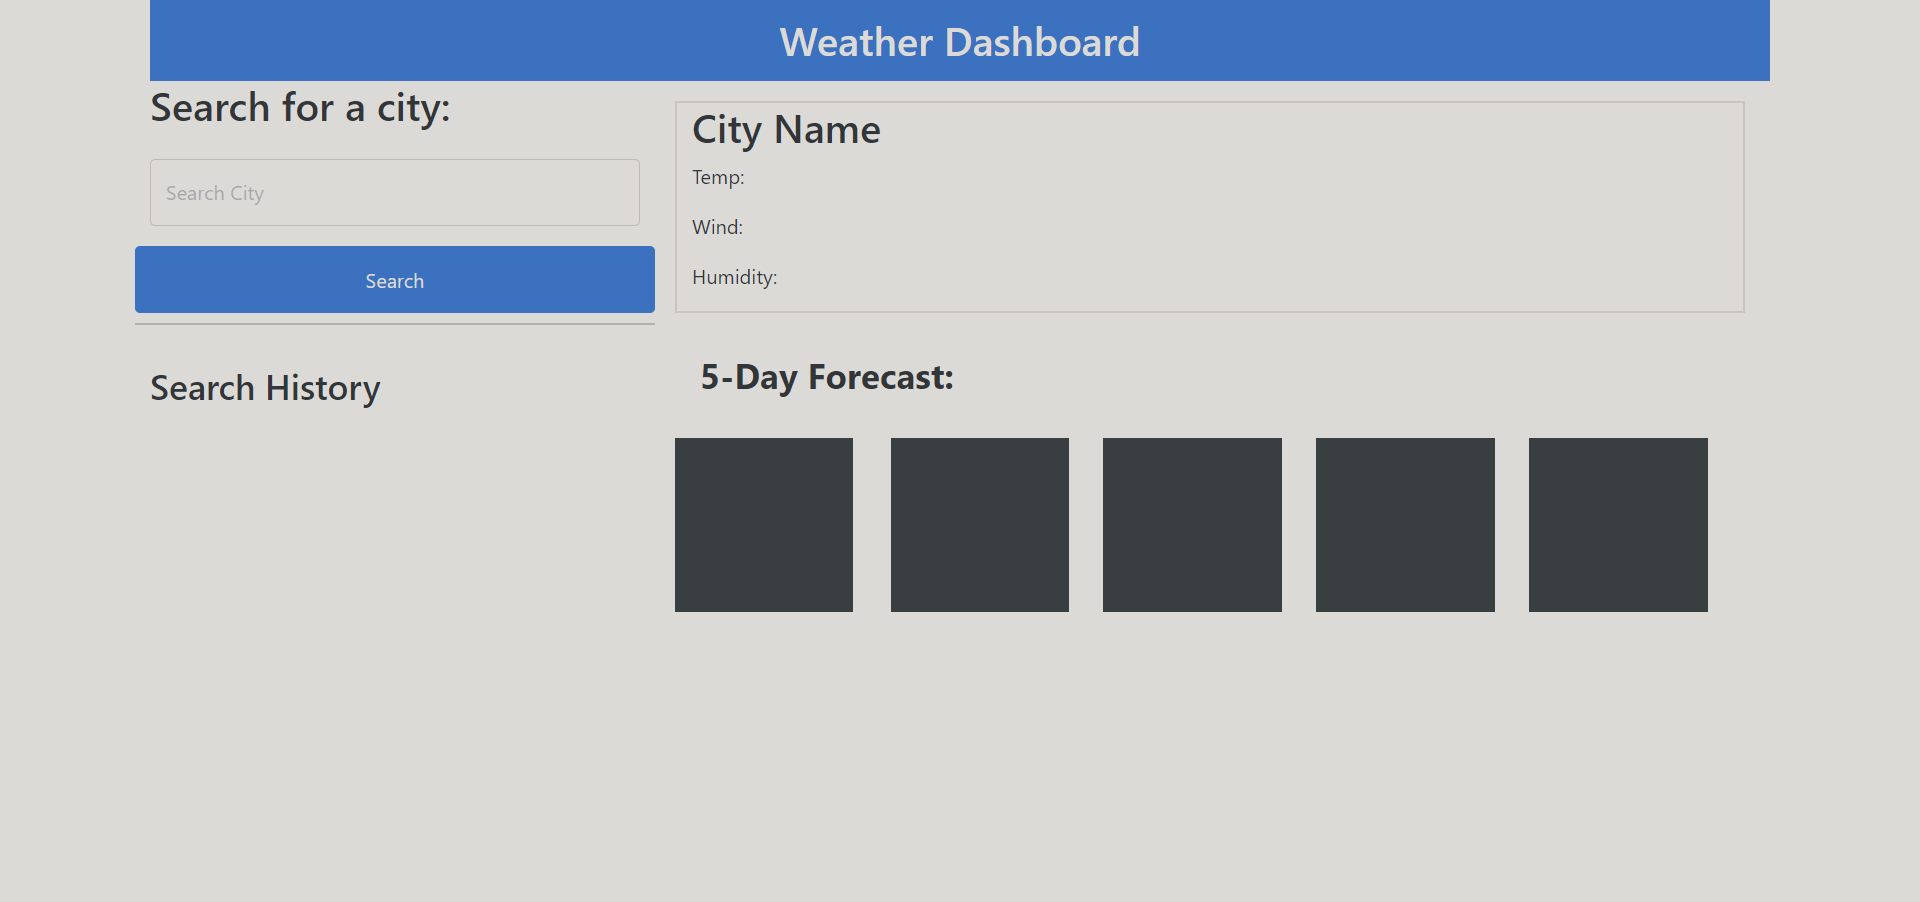 Weather Dashboard
Search for a city:
Search City
Search
Search History
City Name
Temp:
Wind:
Humidity:
5-Day Forecast: